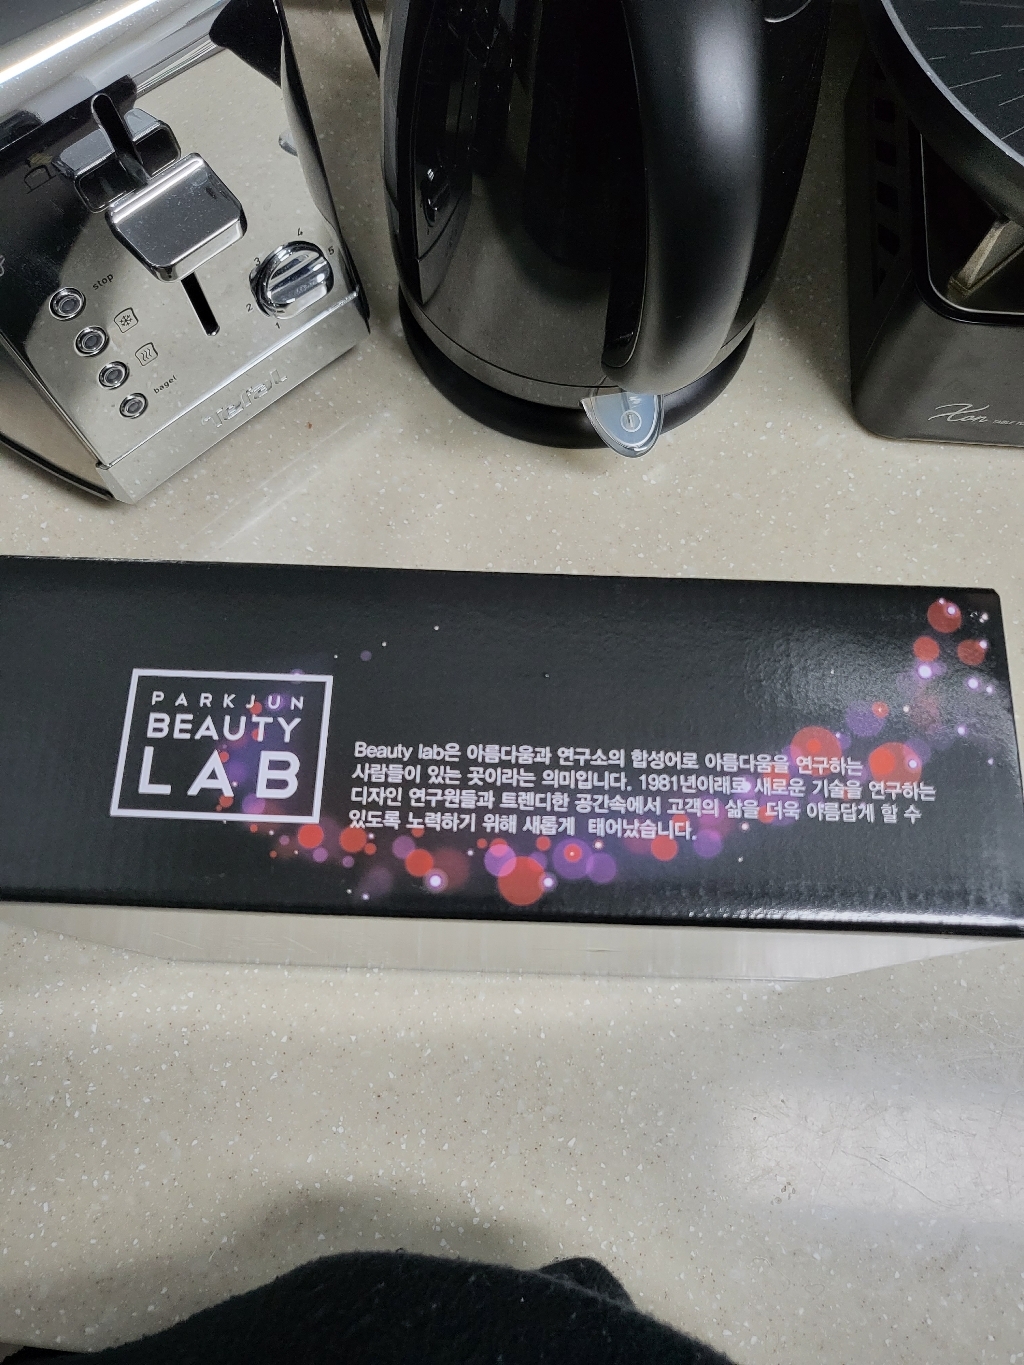 stop
bagel
1
2
3
4
5
Tefal
Xon
PARKJUN
BEAUTY
LAB
Beauty lab은 아름다움과 연구소의 합성어로 아름다움을 연구하는
사람들이 있는 곳이라는 의미입니다. 1981년이래로 새로운 기술을 연구하는
디자인 연구원들과 트렌디한 공간속에서 고객의 삶을 더욱 아름답게 할 수
있도록 노력하기 위해 새롭게 태어났습니다.